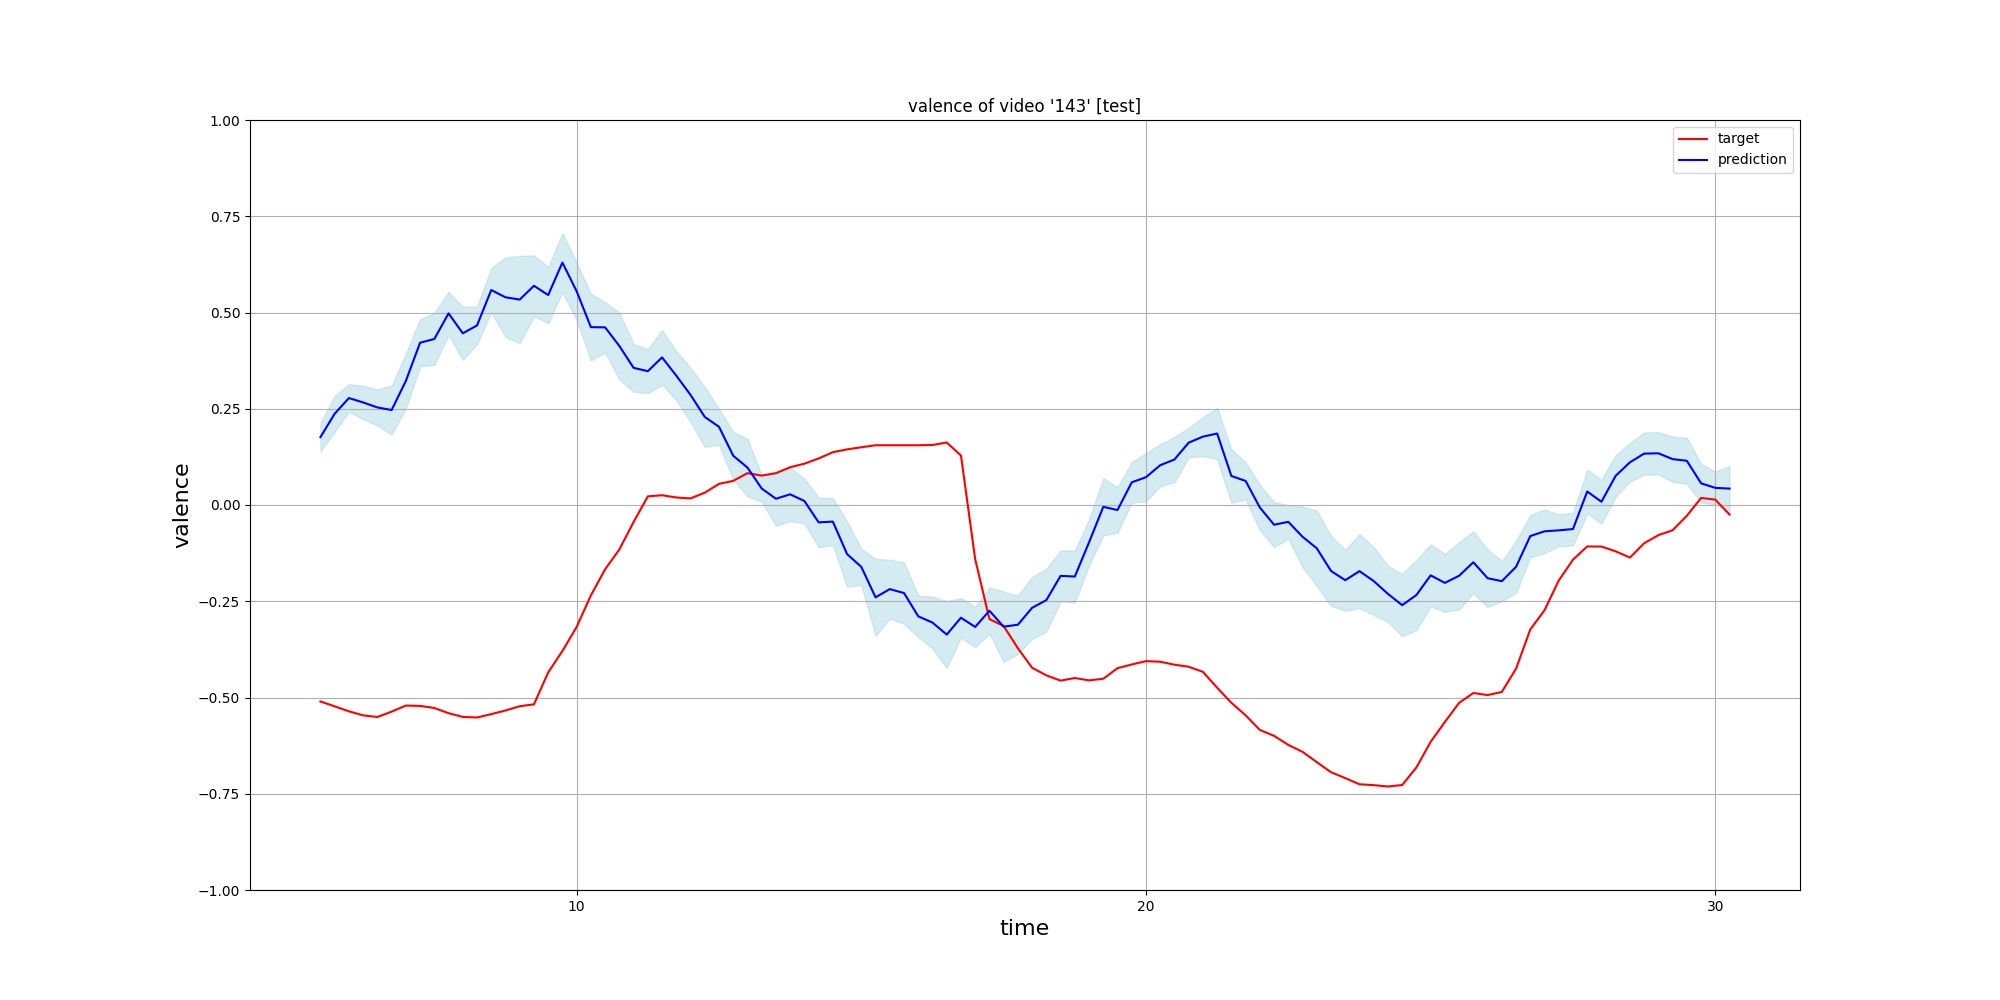 valence of video '143' [test]
target
prediction
1.00
0.75
0.50
0.25
0.00
−0.25
−0.50
−0.75
−1.00
valence
10 20 30
time